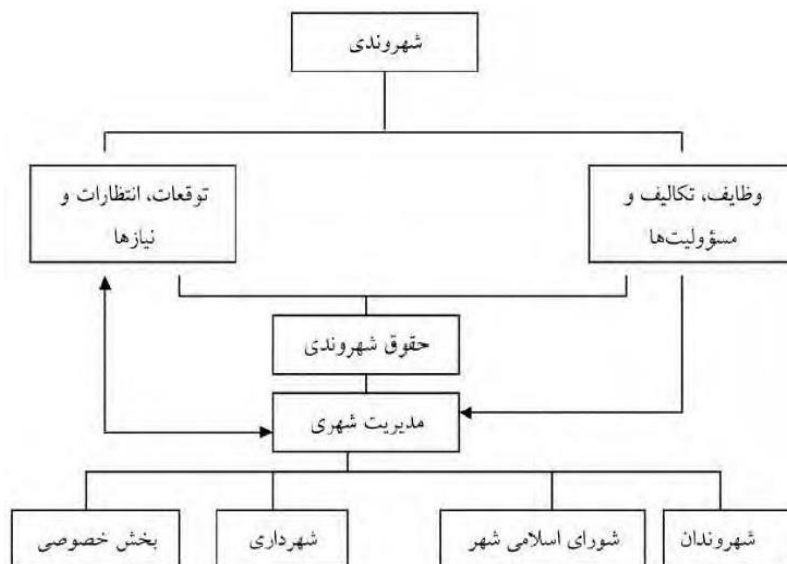 شهروندی
وظایف، تکالیف و
مسؤولیت‌ها
توقعات، انتظارات و
نیازها
حقوق شهروندی
مدیریت شهری
شهروندان
شورای اسلامی شهر
شهرداری
بخش خصوصی